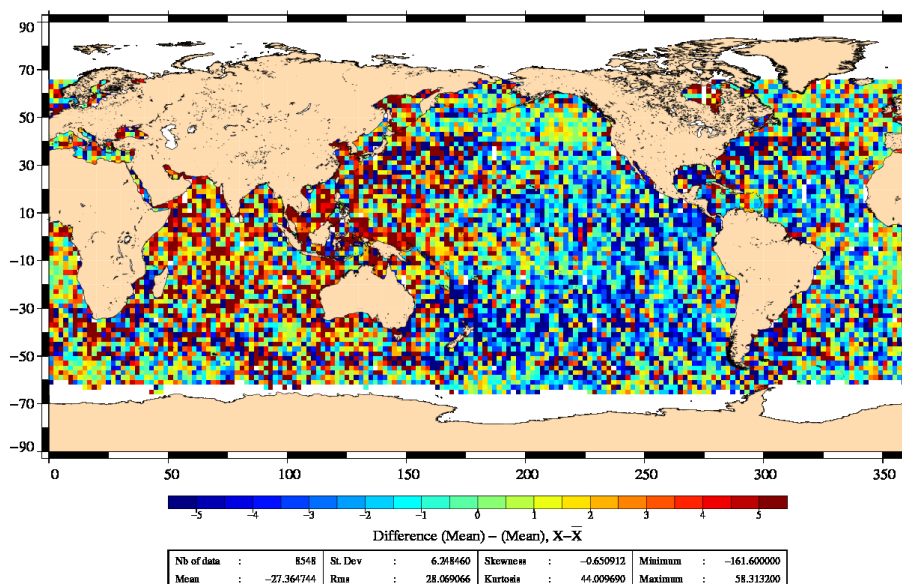 90
70
50
30
10
−10
−30
−50
−70
−90
0 50 100 150 200 250 300 350
−5 −4 −3 −2 −1 0 1 2 3 4 5
Difference (Mean) − (Mean), X−X̅
Nb of data : 8548 St. Dev : 6.248460 Skewness : −0.650912 Minimum : −161.600000
Mean : −27.364744 Rms : 28.069066 Kurtosis : 44.009690 Maximum : 58.313200